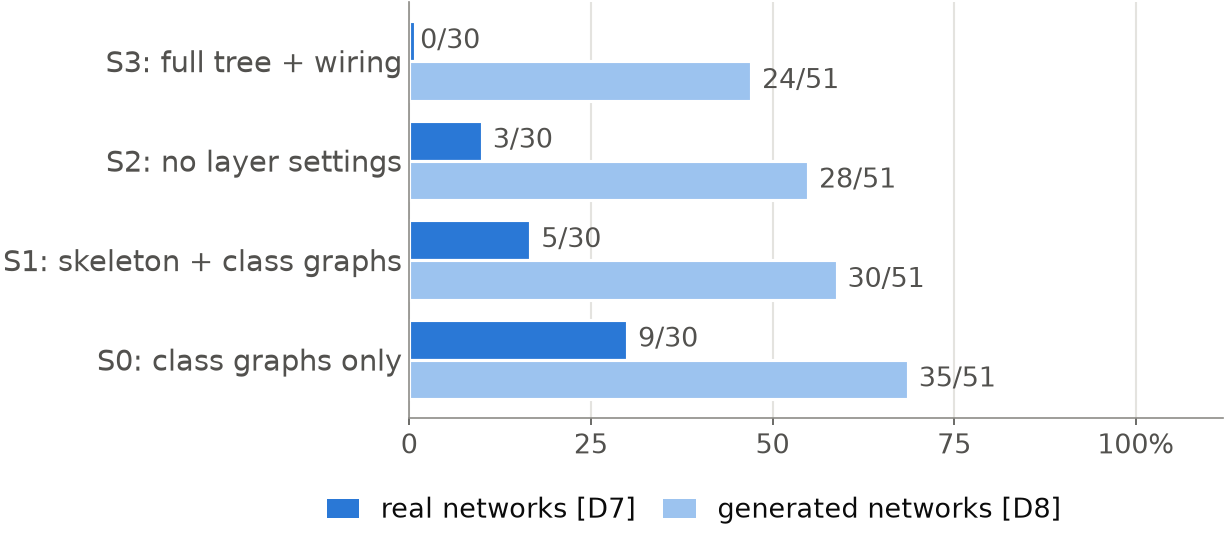 S3: full tree + wiring
0/30
24/51
S2: no layer settings
3/30
28/51
S1: skeleton + class graphs
5/30
30/51
S0: class graphs only
9/30
35/51
0 25 50 75 100%
real networks [D7] generated networks [D8]